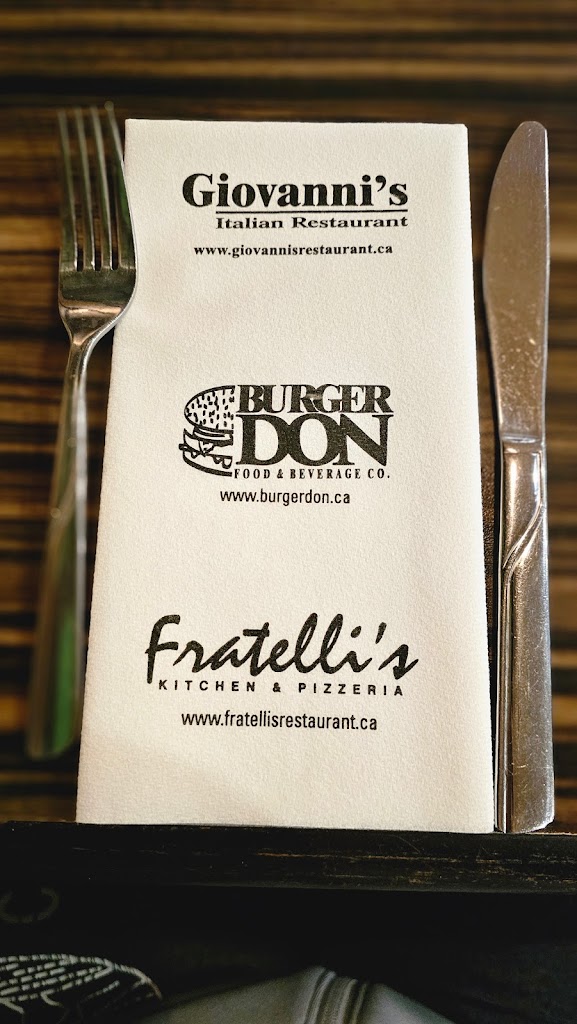 Giovanni's
Italian Restaurant
www.giovannisrestaurant.ca
BURGER
DON
FOOD & BEVERAGE CO.
www.burgerdon.ca
Fratelli's
KITCHEN & PIZZERIA
www.fratellisrestaurant.ca